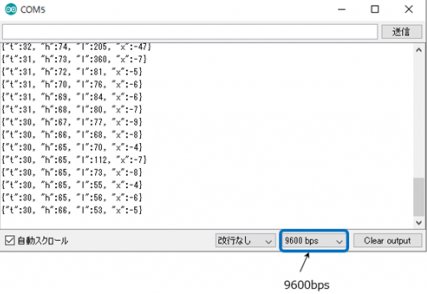 COM5
送信
{"t":32, "h":74, "l":205, "x":-47}
{"t":31, "h":73, "l":360, "x":-7}
{"t":31, "h":72, "l":81, "x":-5}
{"t":31, "h":70, "l":76, "x":-6}
{"t":31, "h":69, "l":84, "x":-6}
{"t":31, "h":68, "l":80, "x":-7}
{"t":30, "h":67, "l":77, "x":-9}
{"t":30, "h":66, "l":68, "x":-8}
{"t":30, "h":65, "l":70, "x":-4}
{"t":30, "h":65, "l":112, "x":-7}
{"t":30, "h":65, "l":73, "x":-8}
{"t":30, "h":65, "l":55, "x":-4}
{"t":30, "h":65, "l":56, "x":-6}
{"t":30, "h":66, "l":53, "x":-5}
自動スクロール 改行なし 9600 bps Clear output
9600bps